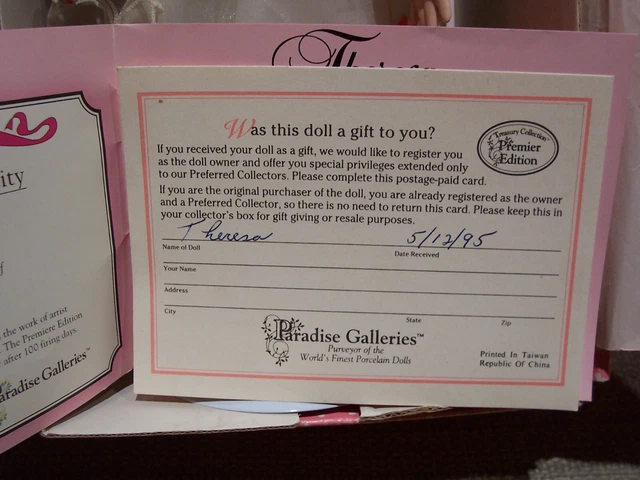 Theresa
Was this doll a gift to you?
If you received your doll as a gift, we would like to register you
as the doll owner and offer you special privileges extended only
to our Preferred Collectors. Please complete this postage-paid card.
If you are the original purchaser of the doll, you are already registered as the owner
and a Preferred Collector, so there is no need to return this card. Please keep this in
your collector's box for gift giving or resale purposes.
Treasury Collection™
Premier
Edition
Theresa 5/12/95
Name of Doll Date Received
Your Name
Address
City State Zip
Paradise Galleries™
Purveyor of the
World's Finest Porcelain Dolls
Printed In Taiwan
Republic Of China
ity
f
the work of artist
The Premiere Edition
after 100 firing days.
Paradise Galleries™